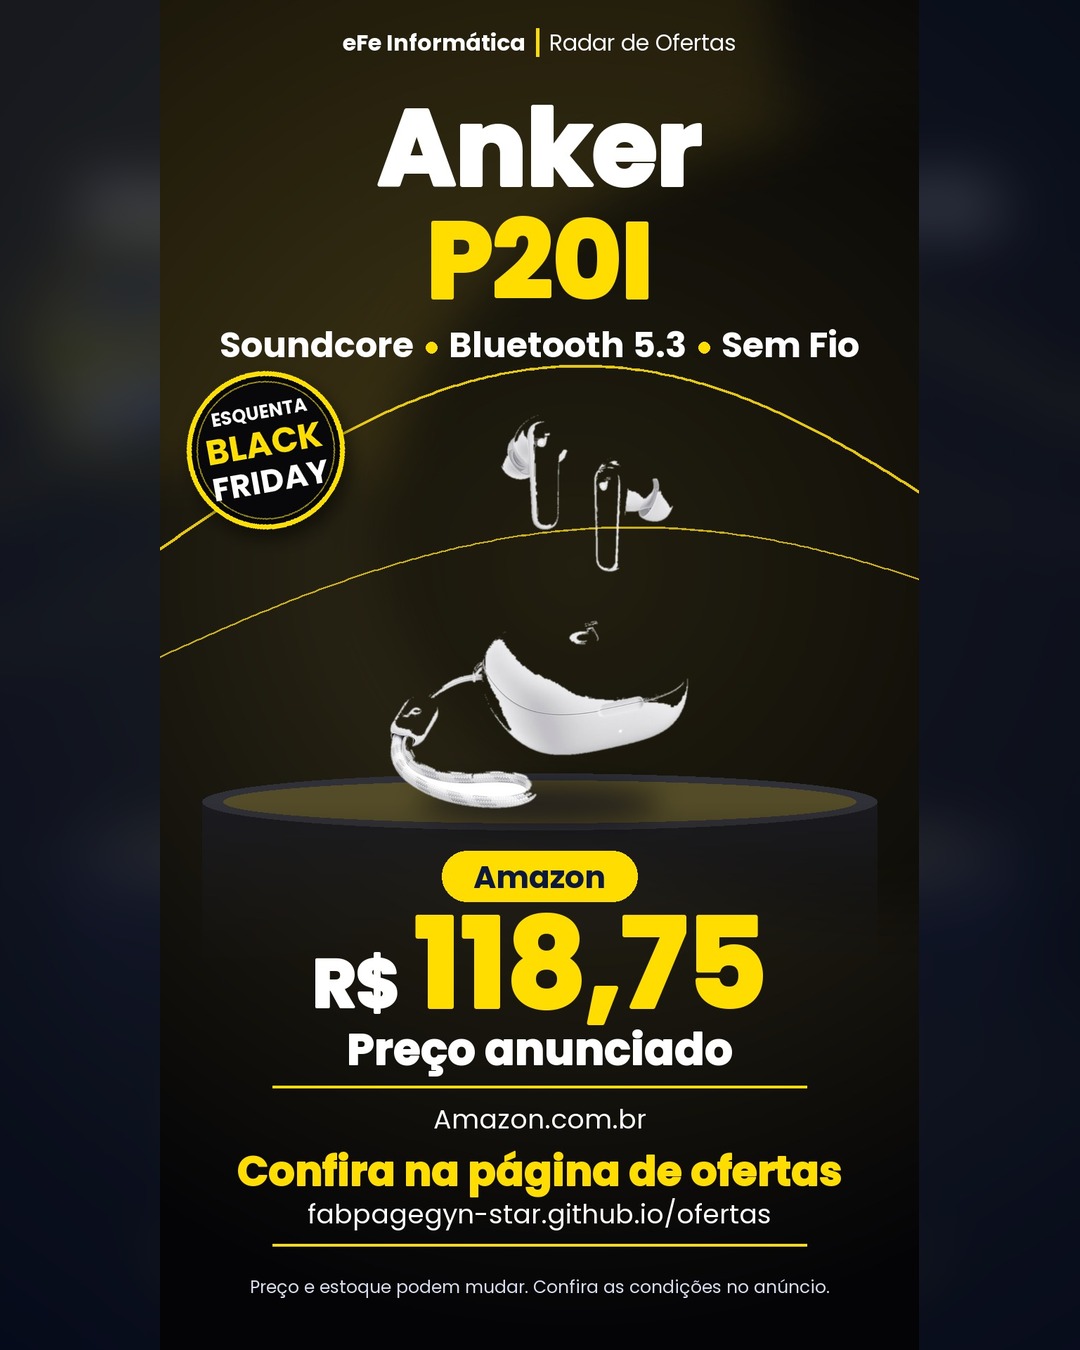 eFe Informática | Radar de Ofertas
Anker
P20I
Soundcore • Bluetooth 5.3 • Sem Fio
ESQUENTA
BLACK
FRIDAY
Amazon
R$ 118,75
Preço anunciado
Amazon.com.br
Confira na página de ofertas
fabpagegyn-star.github.io/ofertas
Preço e estoque podem mudar. Confira as condições no anúncio.